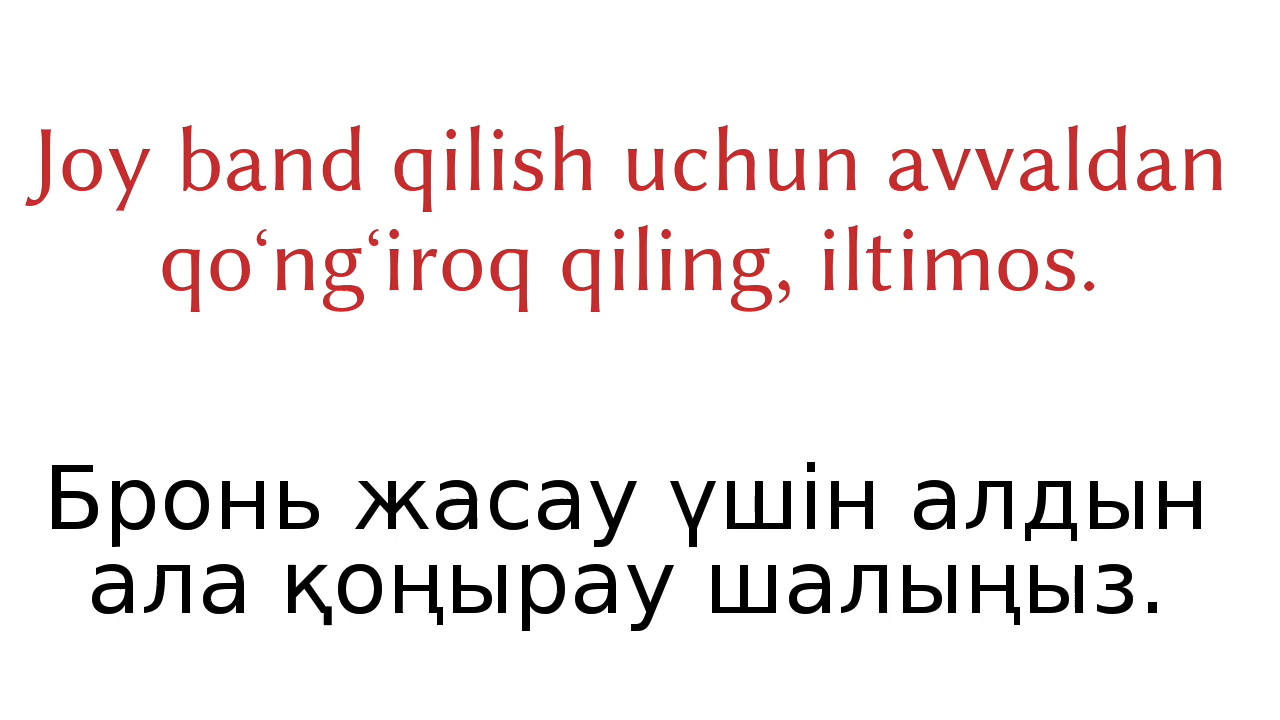 Joy band qilish uchun avvaldan
qo‘ng‘iroq qiling, iltimos.
Бронь жасау үшін алдын
ала қоңырау шалыңыз.